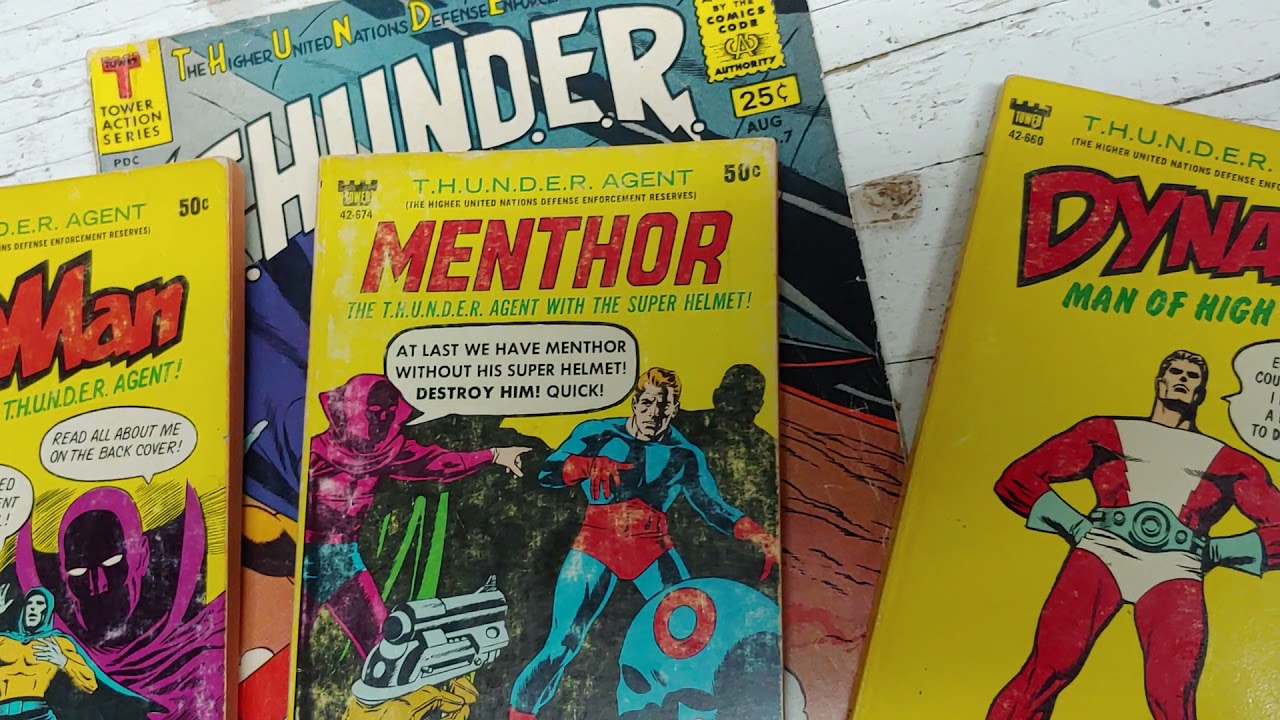 THE HIGHER UNITED NATIONS DEFENSE
T.H.U.N.D.E.R.
TOWER
T
TOWER
ACTION
SERIES
PDC
BY THE
COMICS
CODE
AUTHORITY
25¢
AUG
D.E.R. AGENT
DEFENSE ENFORCEMENT RESERVES)
50¢
Man
T.H.U.N.D.E.R. AGENT!
READ ALL ABOUT ME
ON THE BACK COVER!
TOWER
42-674
T.H.U.N.D.E.R. AGENT
(THE HIGHER UNITED NATIONS DEFENSE ENFORCEMENT RESERVES)
50¢
MENTHOR
THE T.H.U.N.D.E.R. AGENT WITH THE SUPER HELMET!
AT LAST WE HAVE MENTHOR
WITHOUT HIS SUPER HELMET!
DESTROY HIM! QUICK!
TOWER
42-660
T.H.U.N.D.E.R.
(THE HIGHER UNITED NATIONS DEFENSE
DYNA
MAN OF HIGH